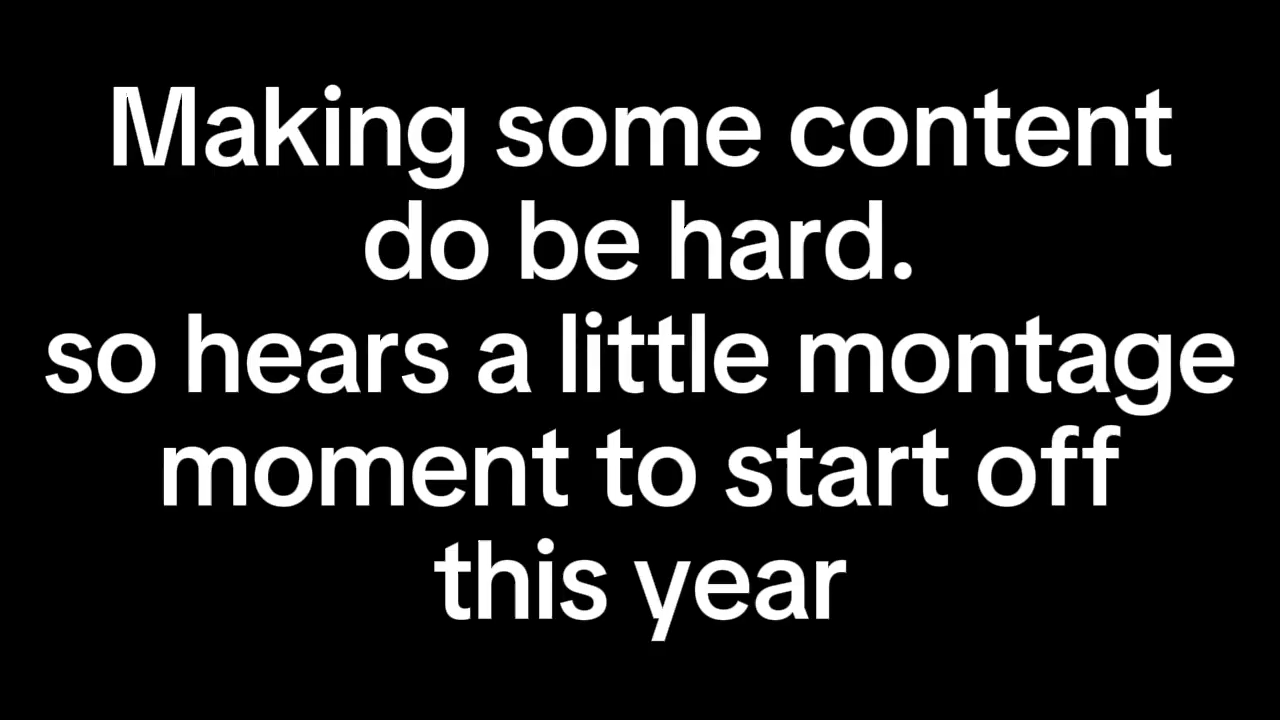 Making some content
do be hard.
so hears a little montage
moment to start off
this year